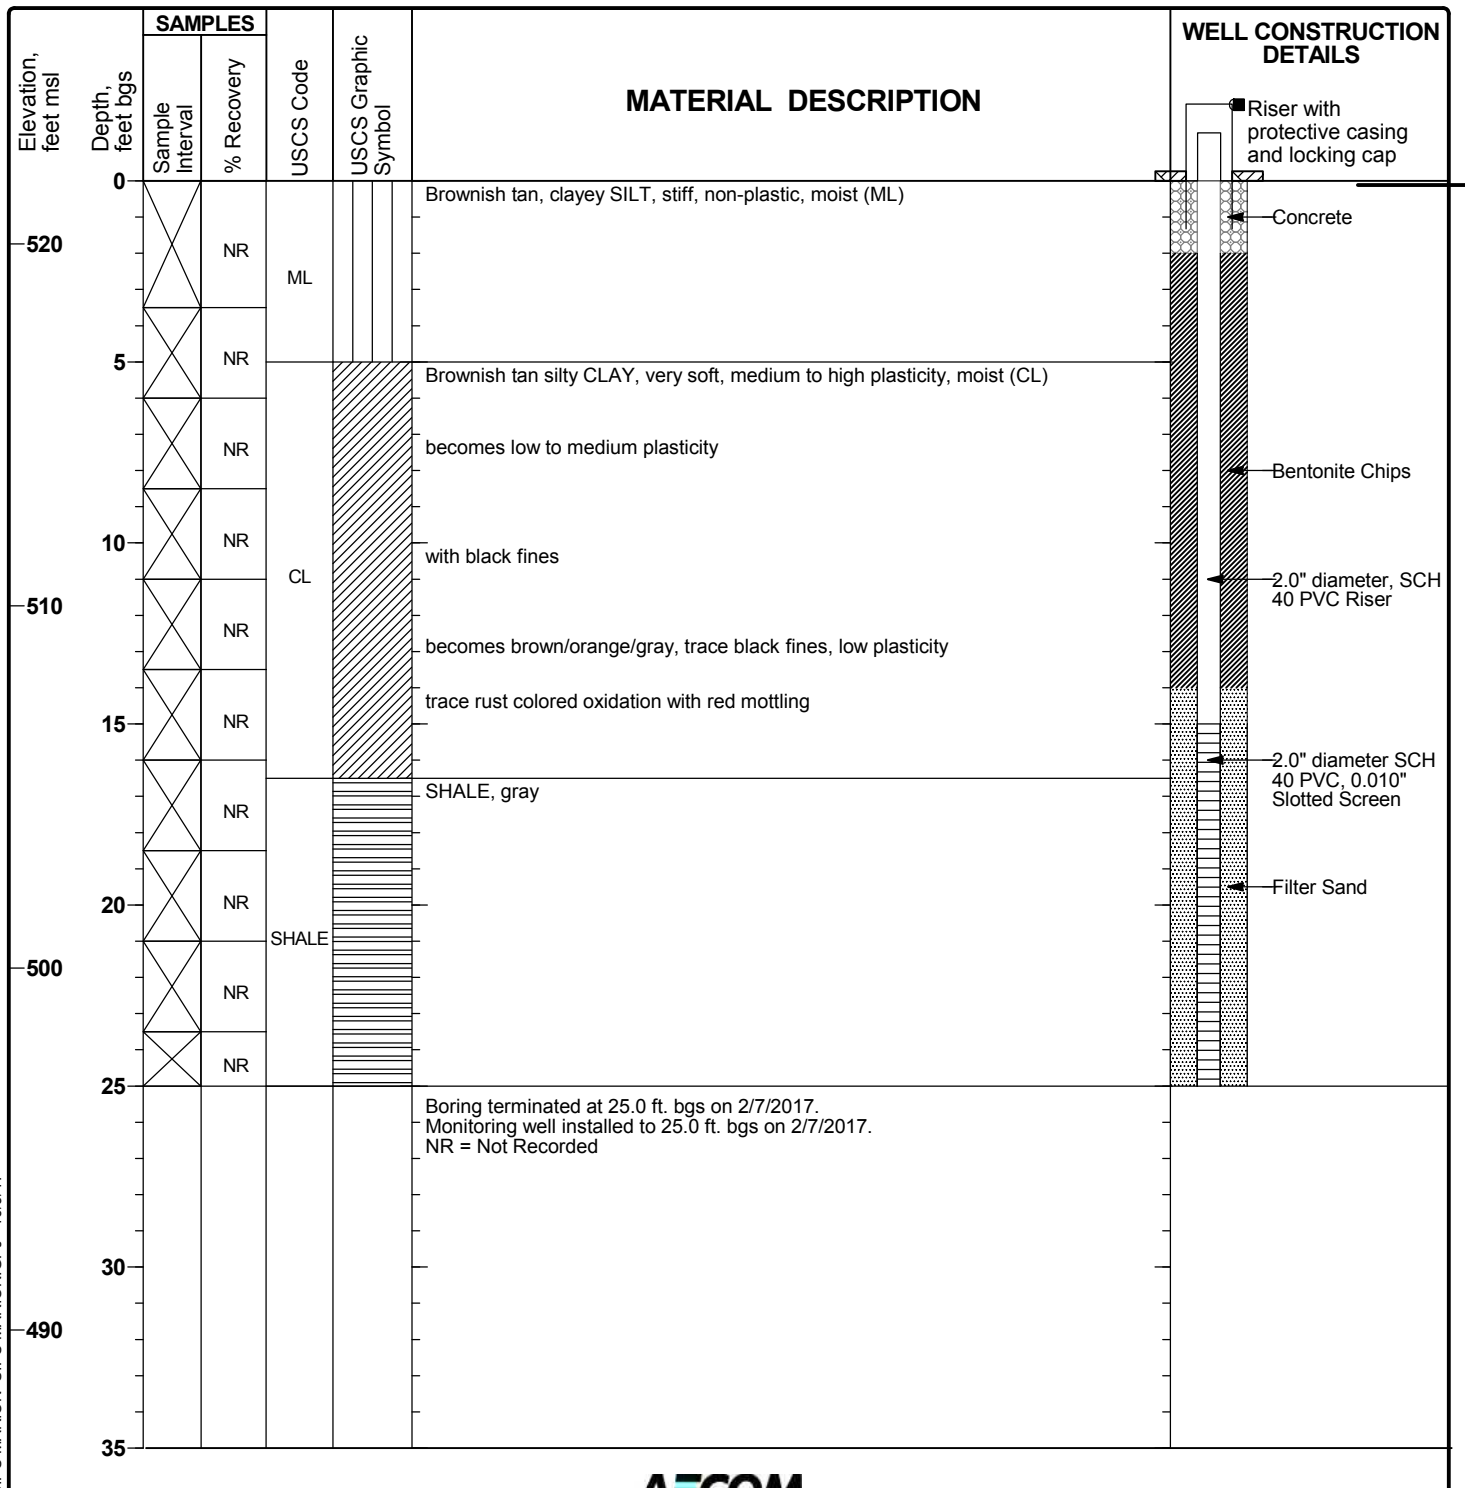 SAMPLES
Elevation,
feet msl
Depth,
feet bgs
Sample
Interval
% Recovery
USCS Code
USCS Graphic
Symbol
MATERIAL DESCRIPTION
WELL CONSTRUCTION
DETAILS
Riser with
protective casing
and locking cap
0
Brownish tan, clayey SILT, stiff, non-plastic, moist (ML)
Concrete
520
NR
ML
NR
5
Brownish tan silty CLAY, very soft, medium to high plasticity, moist (CL)
NR
becomes low to medium plasticity
Bentonite Chips
10
NR
with black fines
CL
2.0" diameter, SCH
40 PVC Riser
510
NR
becomes brown/orange/gray, trace black fines, low plasticity
trace rust colored oxidation with red mottling
15
NR
2.0" diameter SCH
40 PVC, 0.010"
Slotted Screen
SHALE, gray
NR
Filter Sand
20
NR
SHALE
500
NR
NR
25
Boring terminated at 25.0 ft. bgs on 2/7/2017.
Monitoring well installed to 25.0 ft. bgs on 2/7/2017.
NR = Not Recorded
30
490
35
AECOM